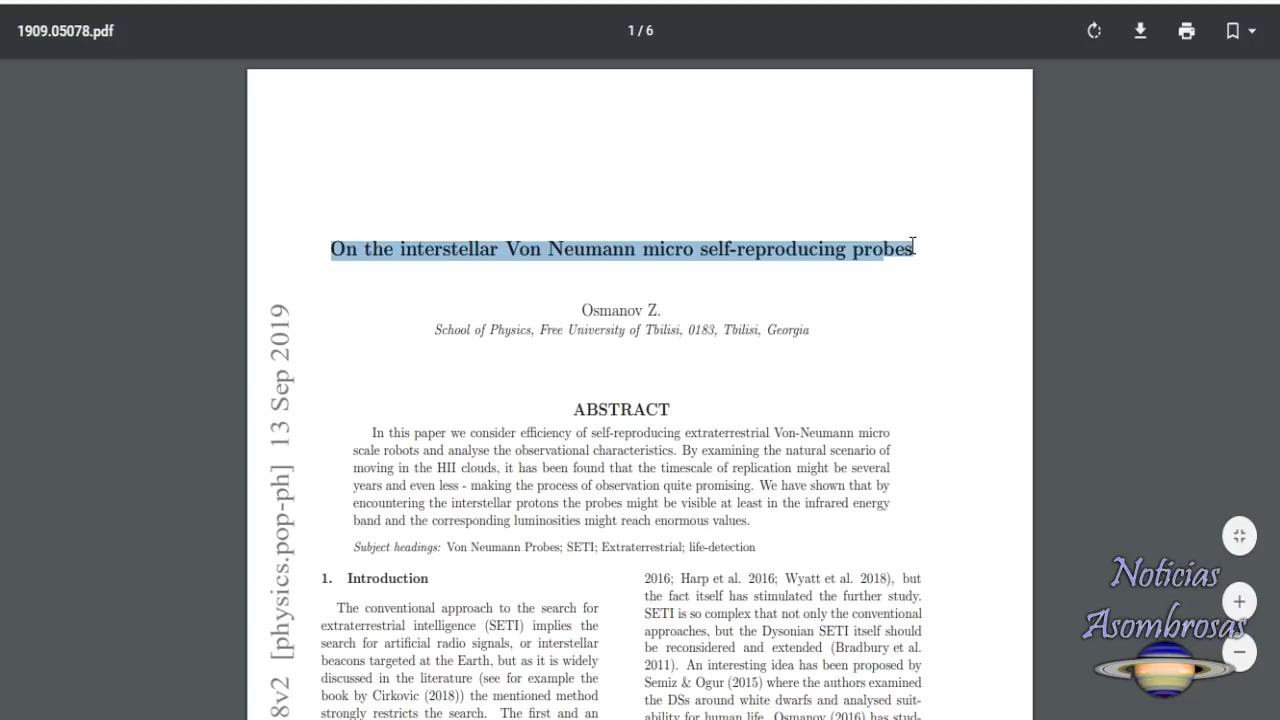 1909.05078.pdf
1 / 6
On the interstellar Von Neumann micro self-reproducing probes
Osmanov Z.
School of Physics, Free University of Tbilisi, 0183, Tbilisi, Georgia
8v2 [physics.pop-ph] 13 Sep 2019
ABSTRACT
In this paper we consider efficiency of self-reproducing extraterrestrial Von-Neumann micro
scale robots and analyse the observational characteristics. By examining the natural scenario of
moving in the HII clouds, it has been found that the timescale of replication might be several
years and even less - making the process of observation quite promising. We have shown that by
encountering the interstellar protons the probes might be visible at least in the infrared energy
band and the corresponding luminosities might reach enormous values.
Subject headings: Von Neumann Probes; SETI; Extraterrestrial; life-detection
1. Introduction
The conventional approach to the search for
extraterrestrial intelligence (SETI) implies the
search for artificial radio signals, or interstellar
beacons targeted at the Earth, but as it is widely
discussed in the literature (see for example the
book by Cirkovic (2018)) the mentioned method
strongly restricts the search. The first and an
2016; Harp et al. 2016; Wyatt et al. 2018), but
the fact itself has stimulated the further study.
SETI is so complex that not only the conventional
approaches, but the Dysonian SETI itself should
be reconsidered and extended (Bradbury et al.
2011). An interesting idea has been proposed by
Semiz & Ogur (2015) where the authors examined
the DSs around white dwarfs and analysed suit-
ability for human life. Osmanov (2016) has stud-
Noticias
Asombrosas